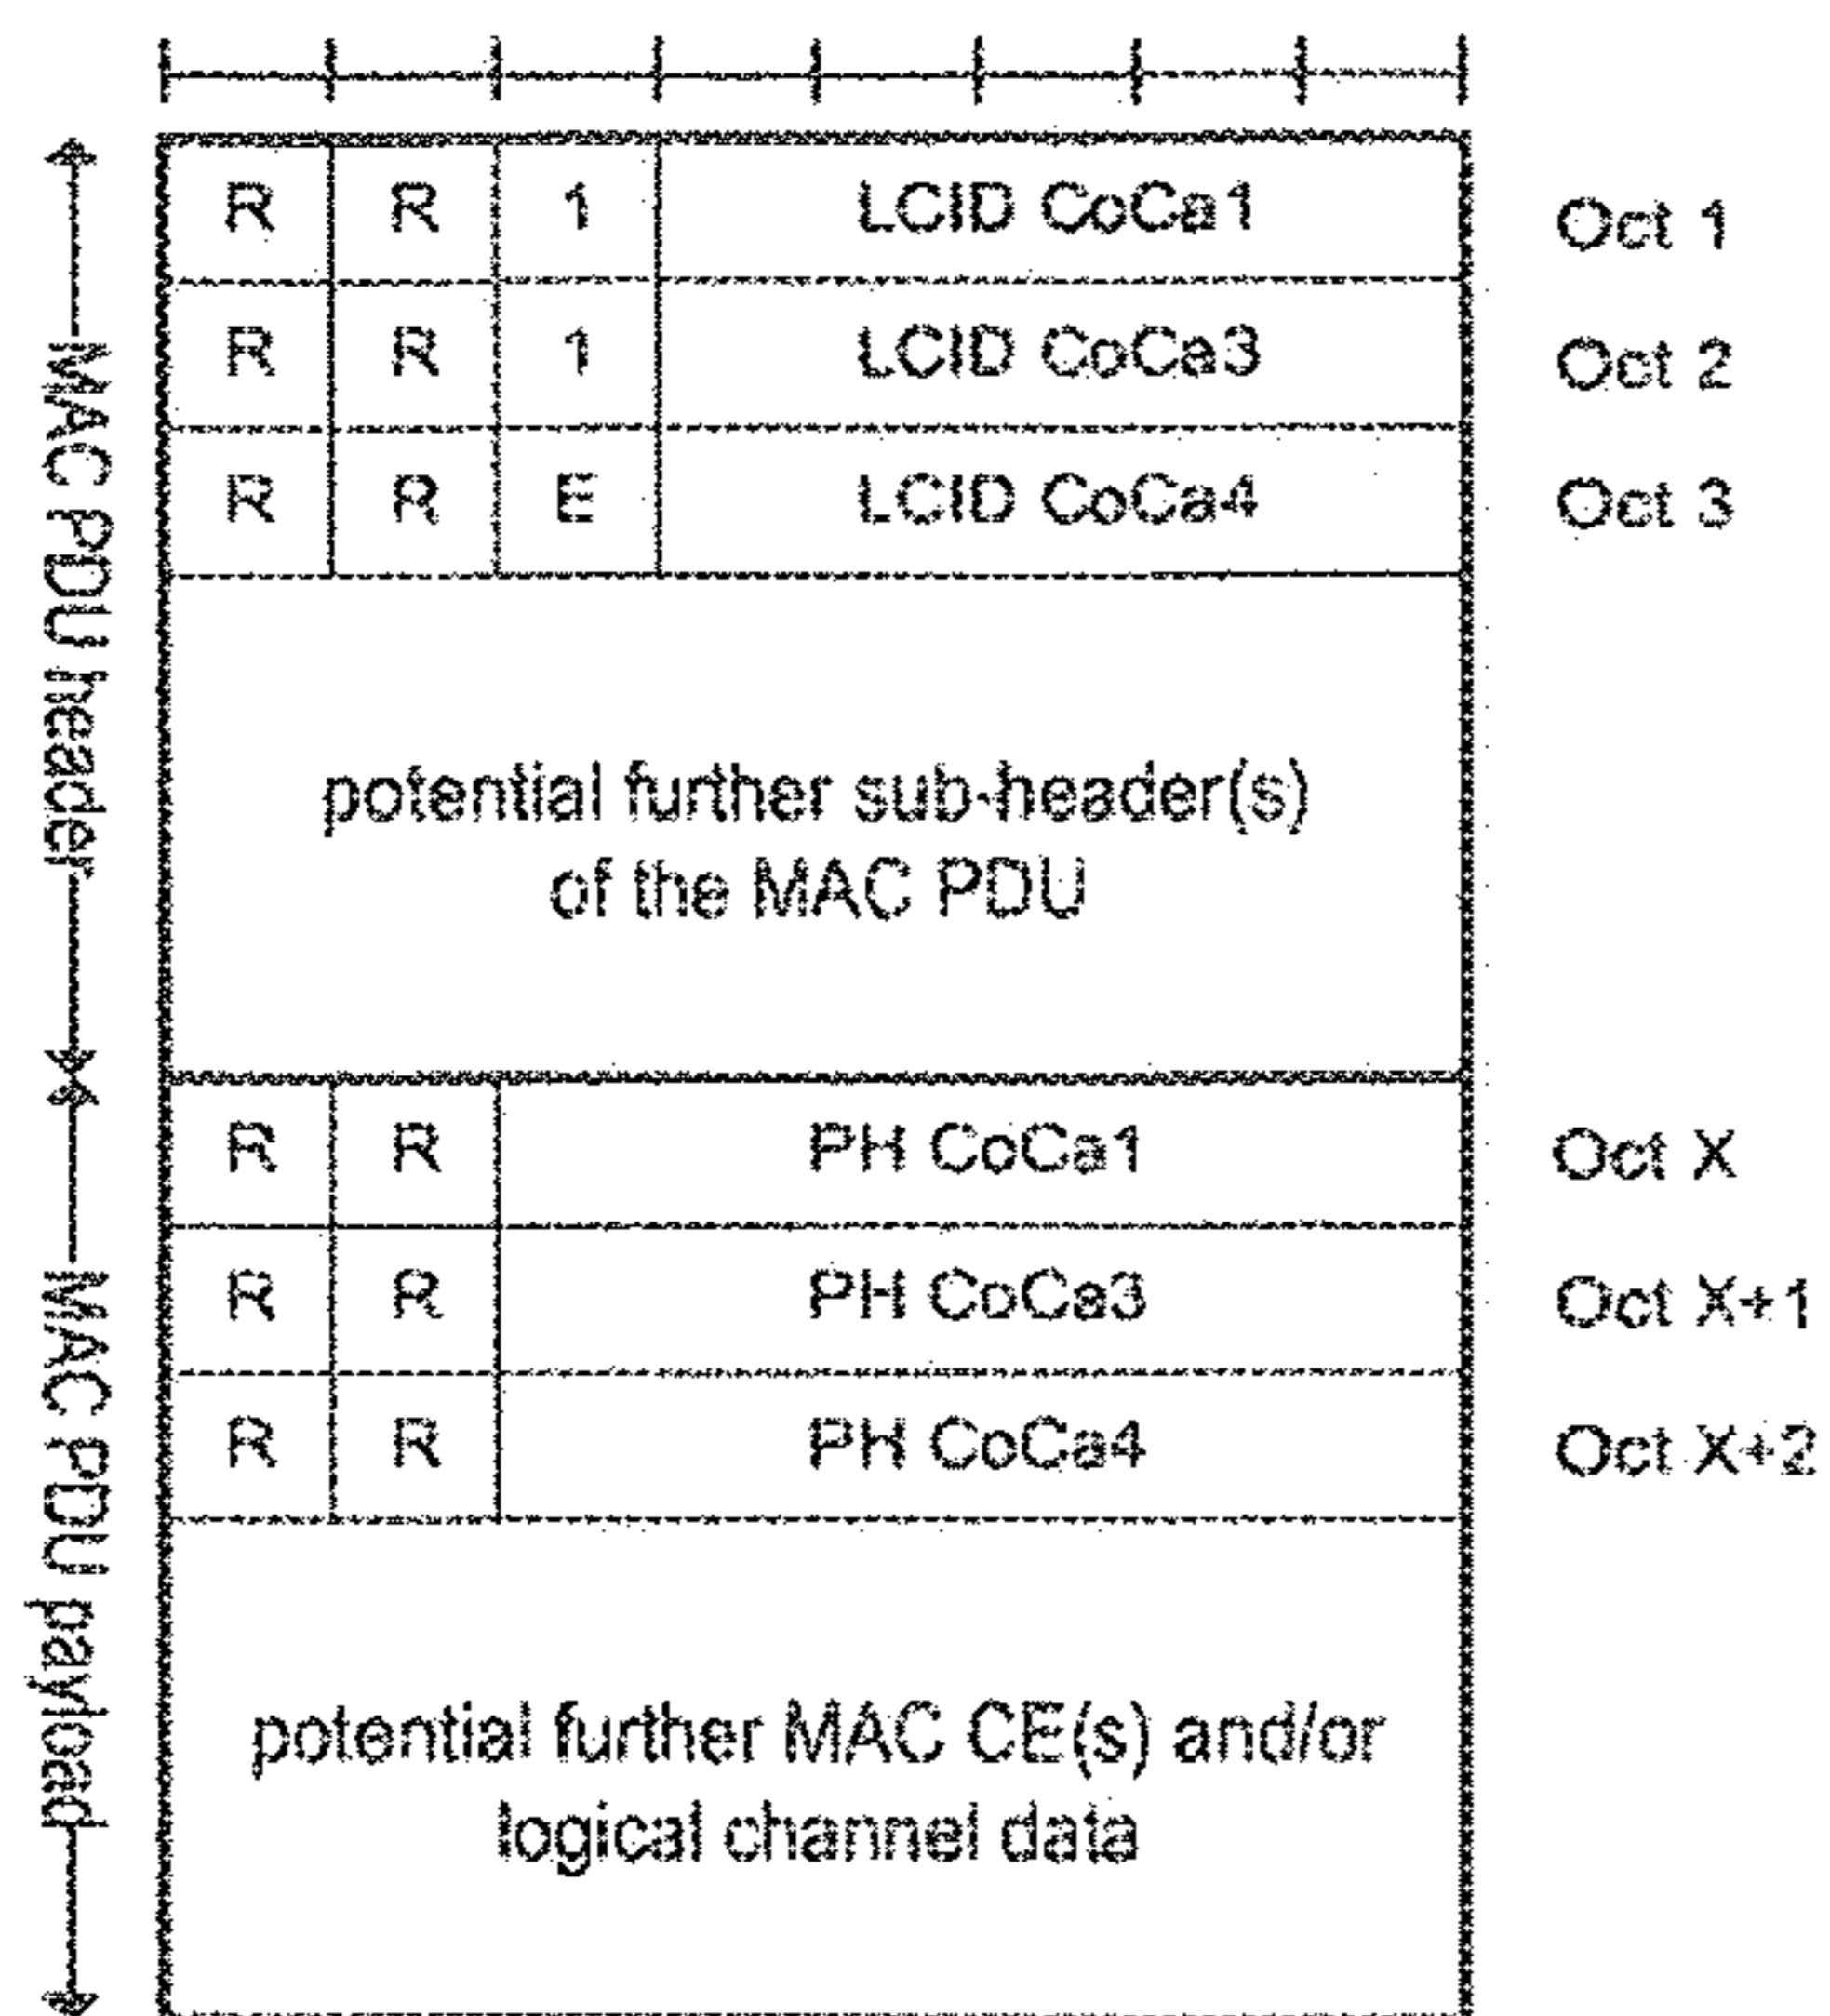 R R 1 LCID CoCa1 Oct 1
R R 1 LCID CoCa3 Oct 2
R R E LCID CoCa4 Oct 3
MAC PDU header
potential further sub-header(s)
of the MAC PDU
R R PH CoCa1 Oct X
R R PH CoCa3 Oct X+1
R R PH CoCa4 Oct X+2
MAC PDU payload
potential further MAC CE(s) and/or
logical channel data